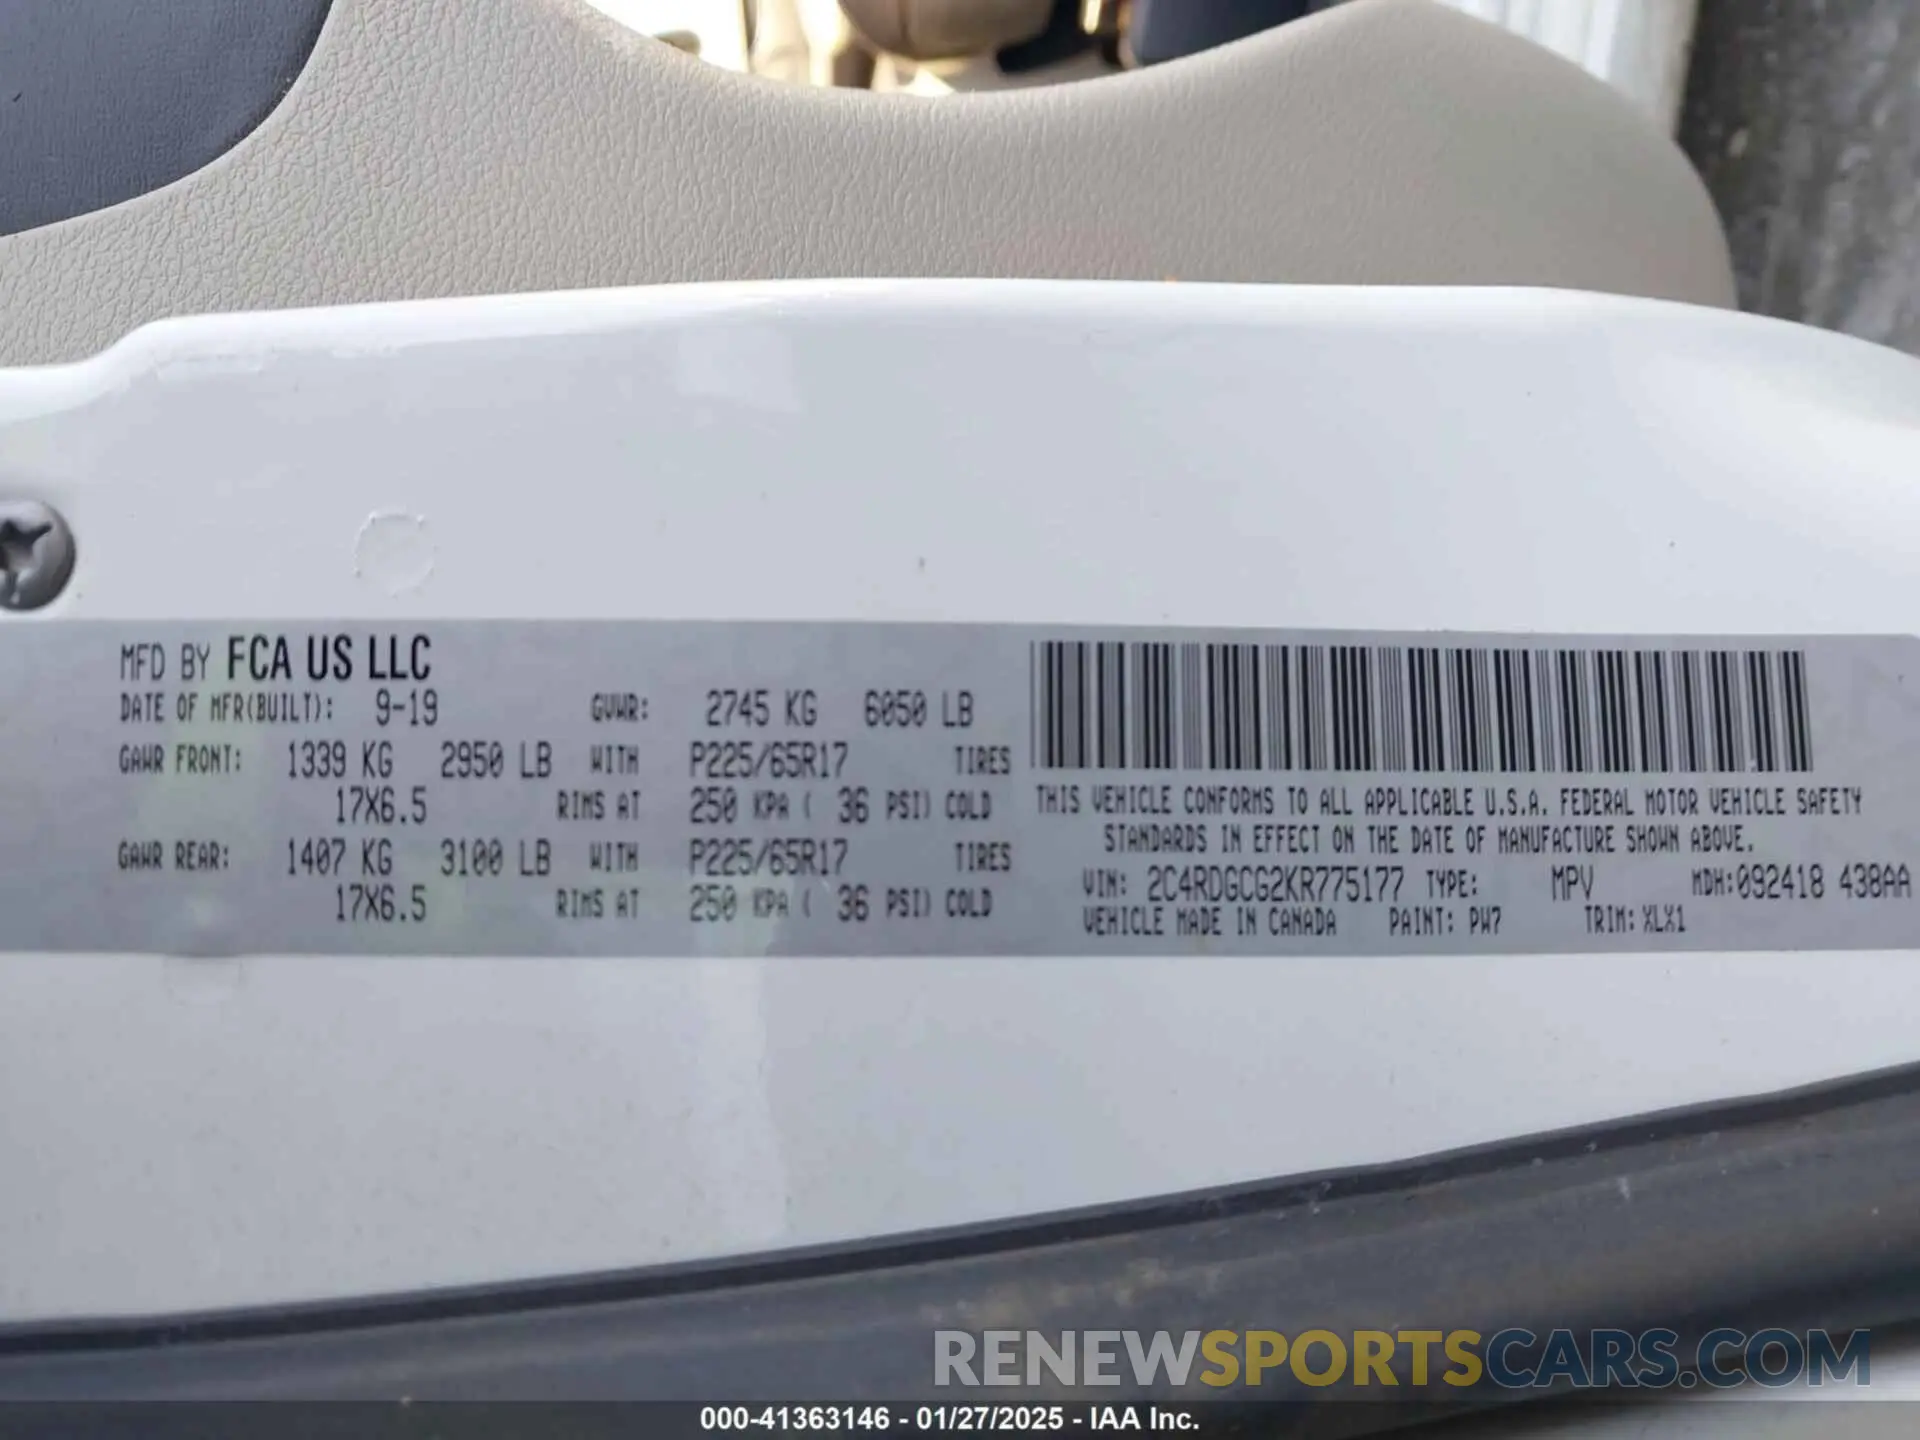 MFD BY FCA US LLC
DATE OF MFR(BUILT): 9-19 GVWR: 2745 KG 6050 LB
GAWR FRONT: 1339 KG 2950 LB WITH P225/65R17 TIRES
17X6.5 RIMS AT 250 KPA ( 36 PSI) COLD
GAWR REAR: 1407 KG 3100 LB WITH P225/65R17 TIRES
17X6.5 RIMS AT 250 KPA ( 36 PSI) COLD
THIS VEHICLE CONFORMS TO ALL APPLICABLE U.S.A. FEDERAL MOTOR VEHICLE SAFETY
STANDARDS IN EFFECT ON THE DATE OF MANUFACTURE SHOWN ABOVE.
VIN: 2C4RDGCG2KR775177 TYPE: MPV MDH:092418 438AA
VEHICLE MADE IN CANADA PAINT: PW7 TRIM: XLX1
RENEWSPORTSCARS.COM
000-41363146 - 01/27/2025 - IAA Inc.